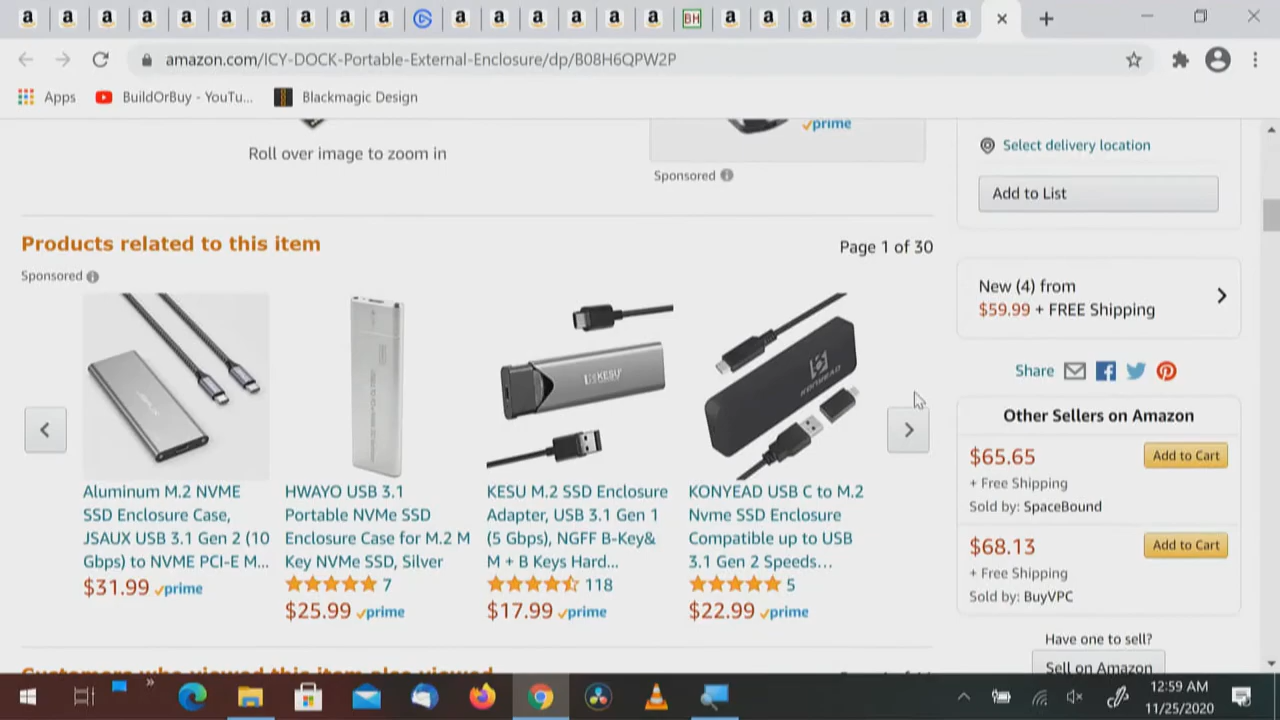 amazon.com/ICY-DOCK-Portable-External-Enclosure/dp/B08H6QPW2P
Apps
BuildOrBuy - YouTu...
Blackmagic Design
Roll over image to zoom in
prime
Sponsored
Select delivery location
Add to List
Products related to this item
Page 1 of 30
Sponsored
New (4) from
$59.99 + FREE Shipping
Share
KESU
Aluminum M.2 NVME
SSD Enclosure Case,
JSAUX USB 3.1 Gen 2 (10
Gbps) to NVME PCI-E M...
$31.99 prime
HWAYO USB 3.1
Portable NVMe SSD
Enclosure Case for M.2 M
Key NVMe SSD, Silver
7
$25.99 prime
KESU M.2 SSD Enclosure
Adapter, USB 3.1 Gen 1
(5 Gbps), NGFF B-Key&
M + B Keys Hard...
118
$17.99 prime
KONYEAD USB C to M.2
Nvme SSD Enclosure
Compatible up to USB
3.1 Gen 2 Speeds...
5
$22.99 prime
Other Sellers on Amazon
$65.65
Add to Cart
+ Free Shipping
Sold by: SpaceBound
$68.13
Add to Cart
+ Free Shipping
Sold by: BuyVPC
Have one to sell?
Sell on Amazon
Customers who viewed this item also viewed
12:59 AM
11/25/2020